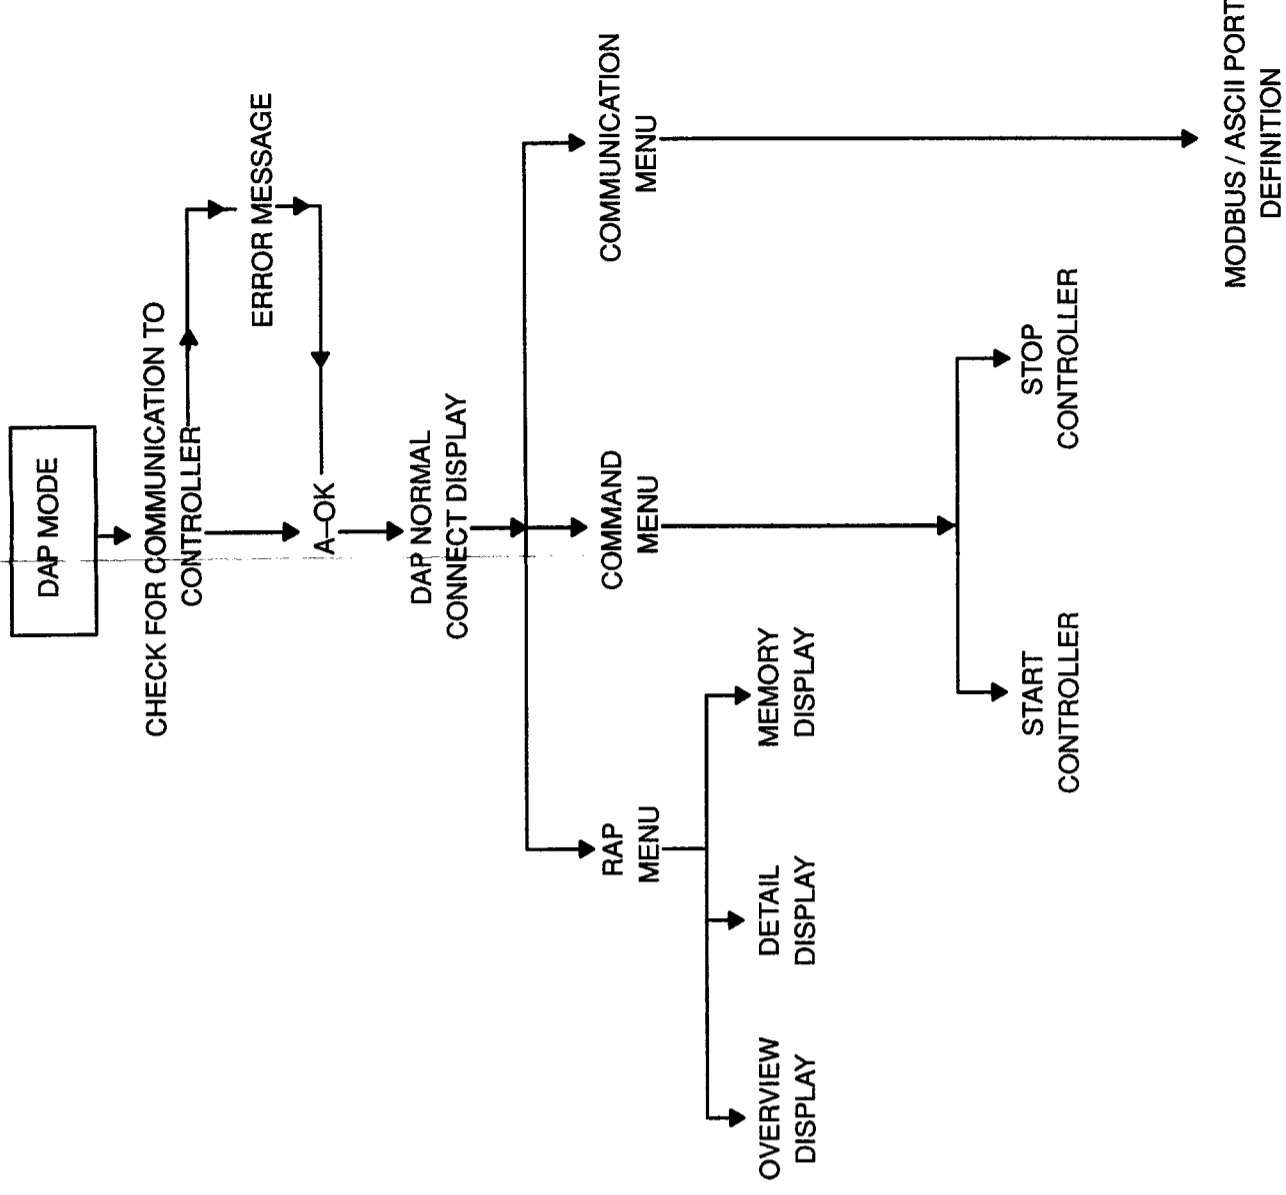 DAP MODE
CHECK FOR COMMUNICATION TO
CONTROLLER
ERROR MESSAGE
A–OK
DAP NORMAL
CONNECT DISPLAY
RAP
MENU
COMMAND
MENU
COMMUNICATION
MENU
OVERVIEW
DISPLAY
DETAIL
DISPLAY
MEMORY
DISPLAY
START
CONTROLLER
STOP
CONTROLLER
MODBUS / ASCII PORT
DEFINITION